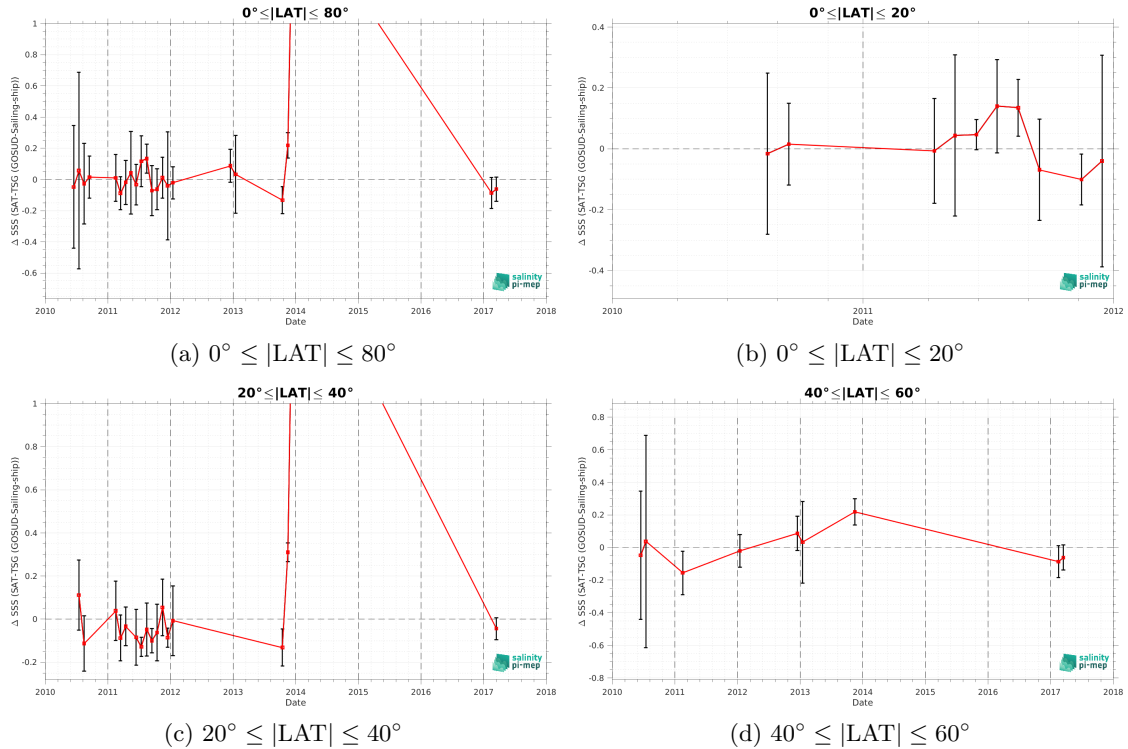 0°≤|LAT|≤ 80°
Δ SSS (SAT-TSG (GOSUD-Sailing-ship))
1
0.8
0.6
0.4
0.2
0
-0.2
-0.4
-0.6
2010 2011 2012 2013 2014 2015 2016 2017 2018
Date
salinity
pi-mep
(a) 0° ≤ |LAT| ≤ 80°
0°≤|LAT|≤ 20°
Δ SSS (SAT-TSG (GOSUD-Sailing-ship))
0.4
0.2
0
-0.2
-0.4
2010 2011 2012
Date
salinity
pi-mep
(b) 0° ≤ |LAT| ≤ 20°
20°≤|LAT|≤ 40°
Δ SSS (SAT-TSG (GOSUD-Sailing-ship))
1
0.8
0.6
0.4
0.2
0
-0.2
2010 2011 2012 2013 2014 2015 2016 2017 2018
Date
salinity
pi-mep
(c) 20° ≤ |LAT| ≤ 40°
40°≤|LAT|≤ 60°
Δ SSS (SAT-TSG (GOSUD-Sailing-ship))
0.8
0.6
0.4
0.2
0
-0.2
-0.4
-0.6
-0.8
2010 2011 2012 2013 2014 2015 2016 2017 2018
Date
salinity
pi-mep
(d) 40° ≤ |LAT| ≤ 60°